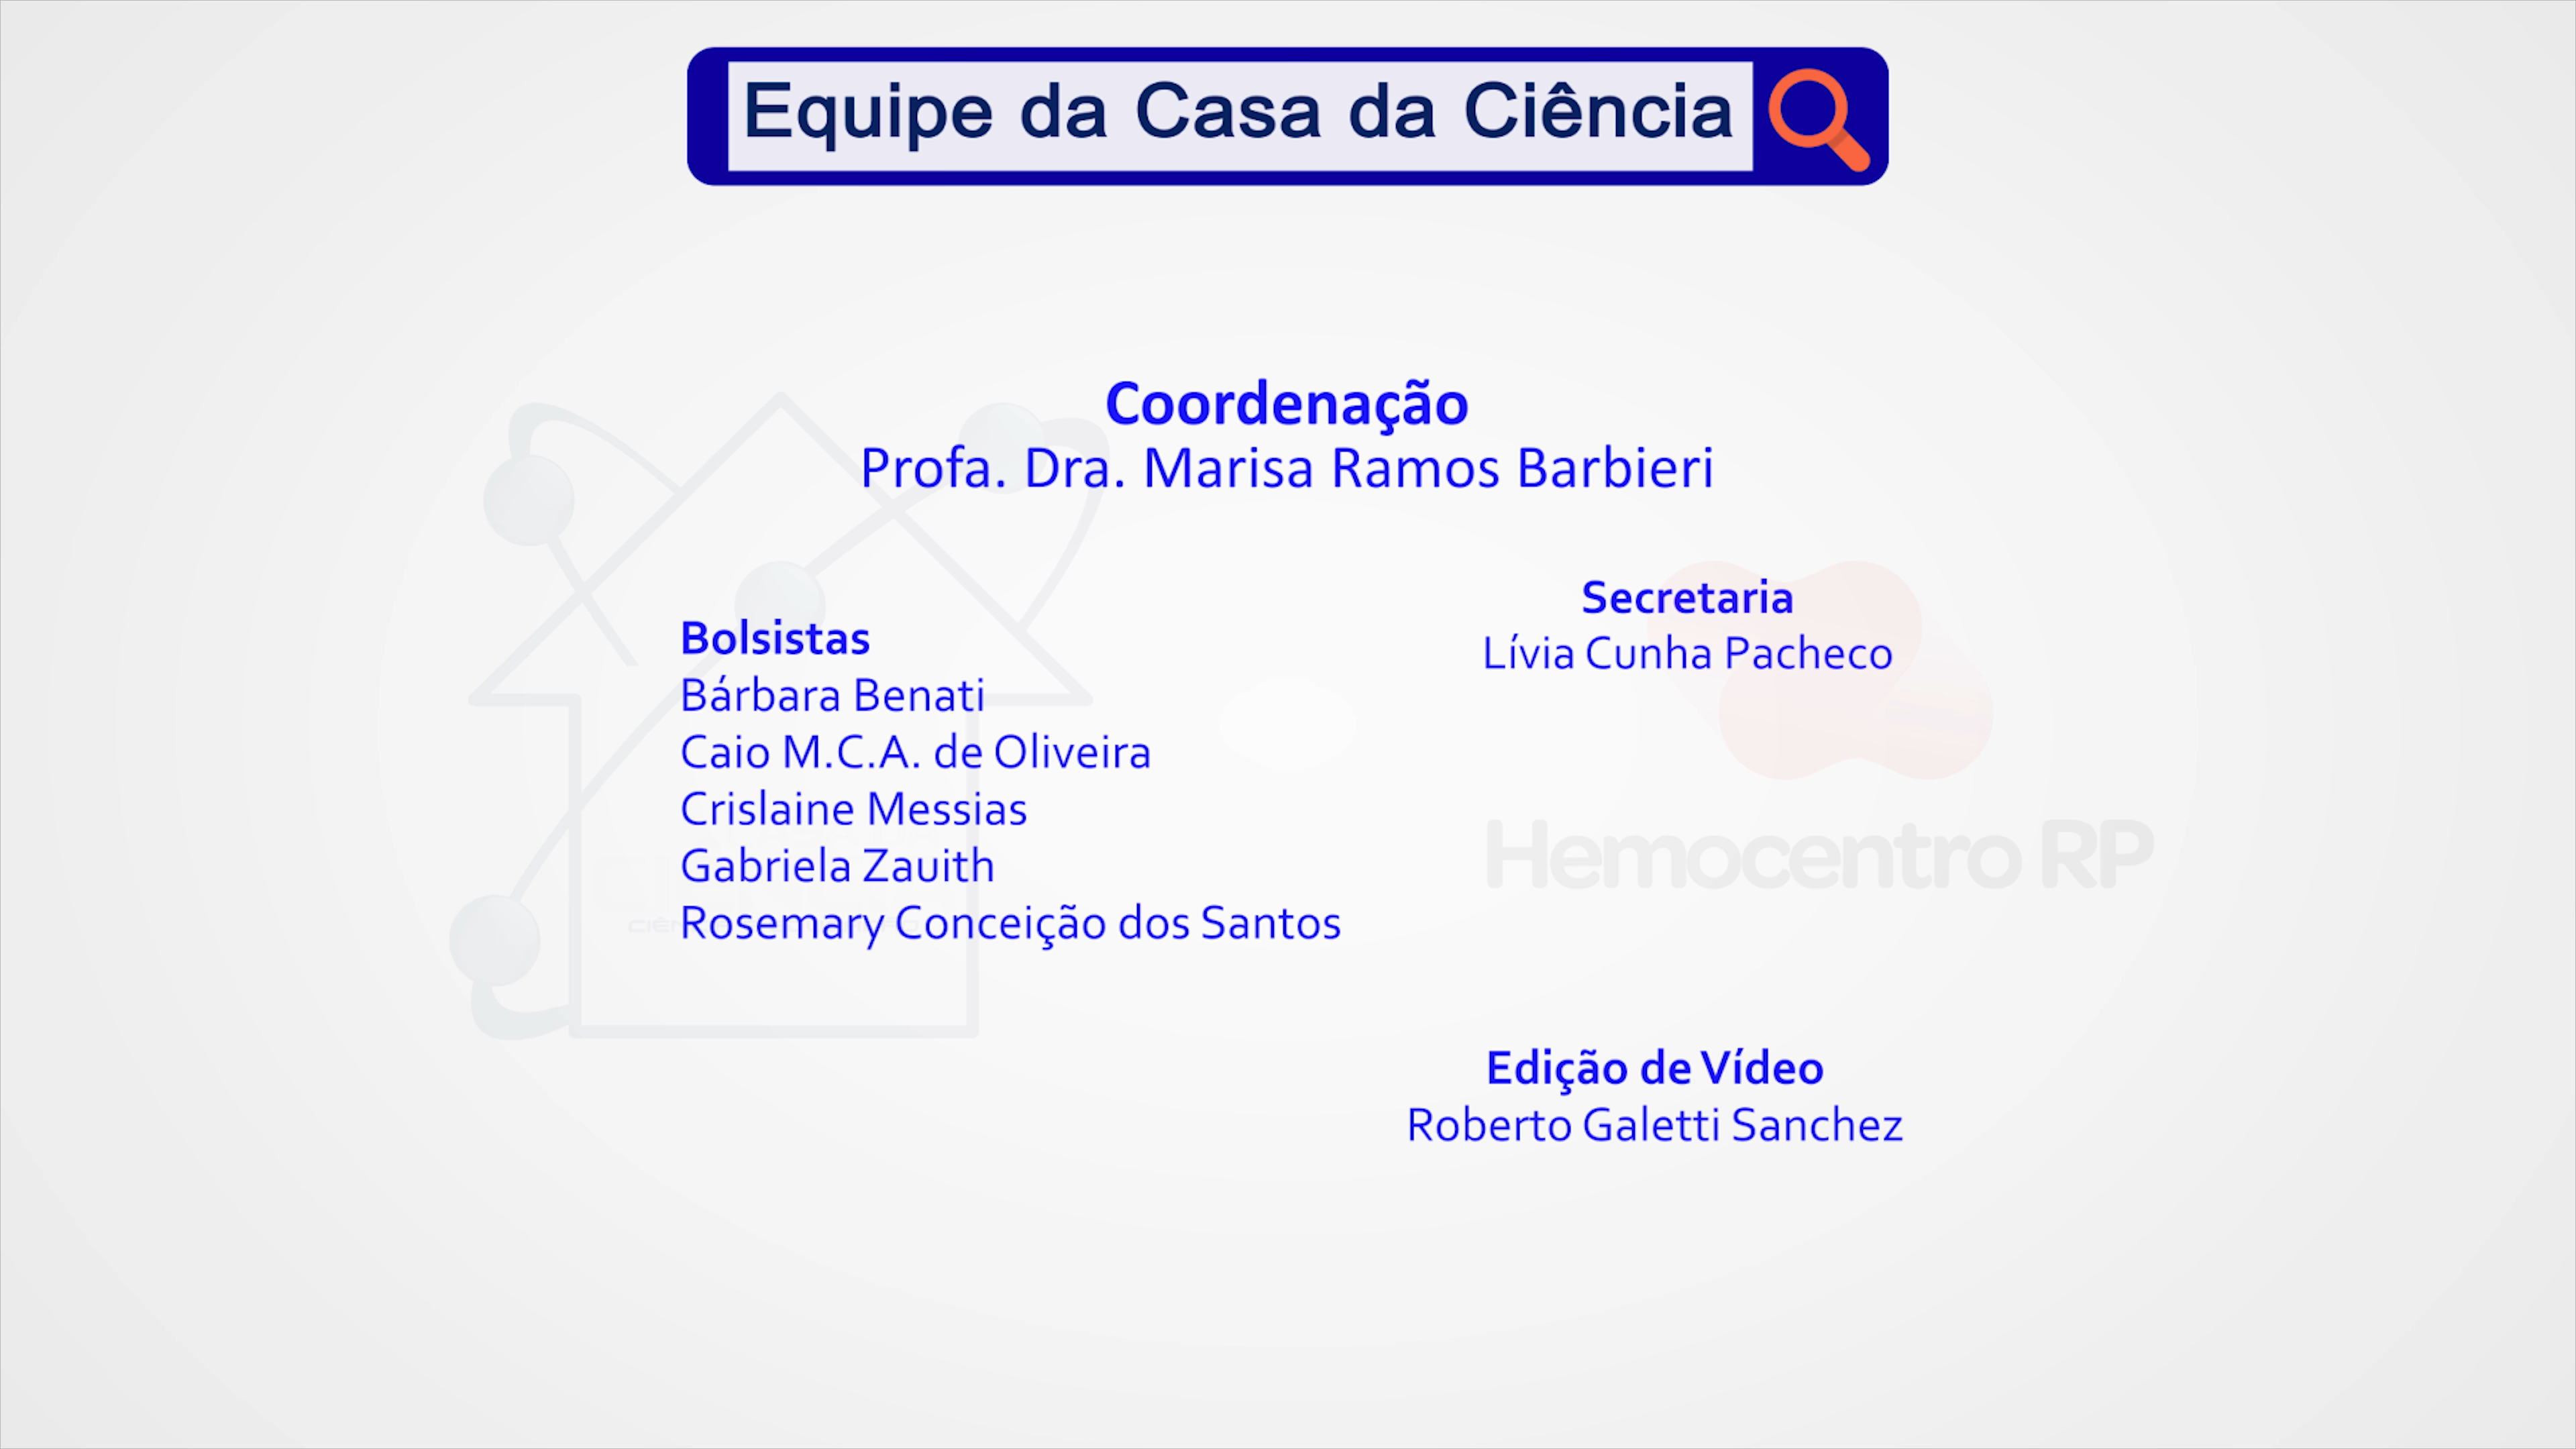 Equipe da Casa da Ciência
Coordenação
Profa. Dra. Marisa Ramos Barbieri
Bolsistas
Bárbara Benati
Caio M.C.A. de Oliveira
Crislaine Messias
Gabriela Zauith
Rosemary Conceição dos Santos
Secretaria
Lívia Cunha Pacheco
Hemocentro RP
Edição de Vídeo
Roberto Galetti Sanchez